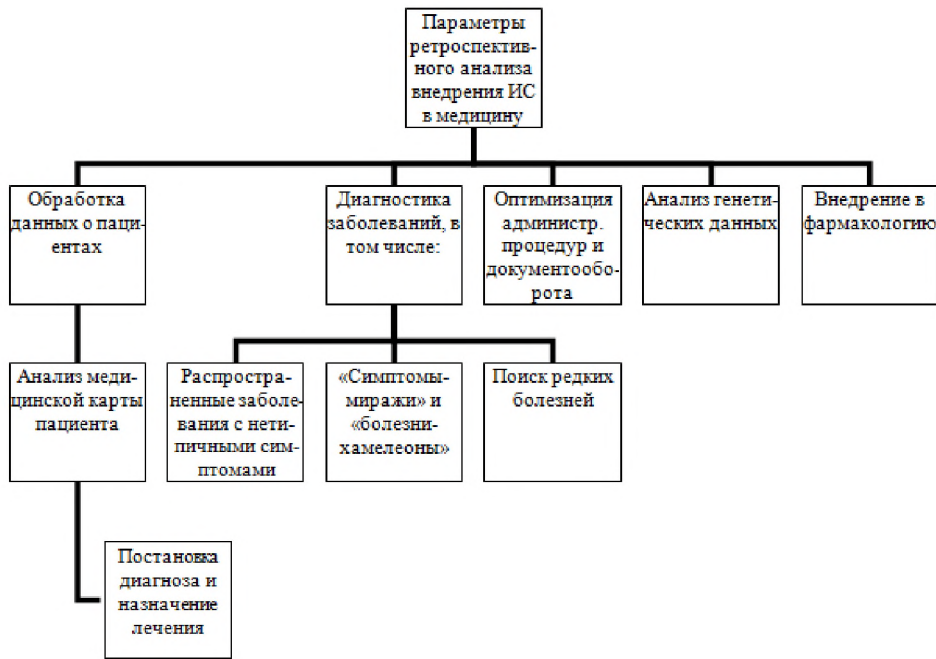 Параметры
ретроспектив-
ного анализа
внедрения ИС
в медицину
Обработка
данных о паци-
ентах
Диагностика
заболеваний, в
том числе:
Оптимизация
администр.
процедур и
документообо-
рота
Анализ генети-
ческих данных
Внедрение в
фармакологию
Анализ меди-
цинской карты
пациента
Распростра-
ненные заболе-
вания с нети-
пичными сим-
птомами
«Симптомы-
миражи» и
«болезни-
хамелеоны»
Поиск редких
болезней
Постановка
диагноза и
назначение
лечения